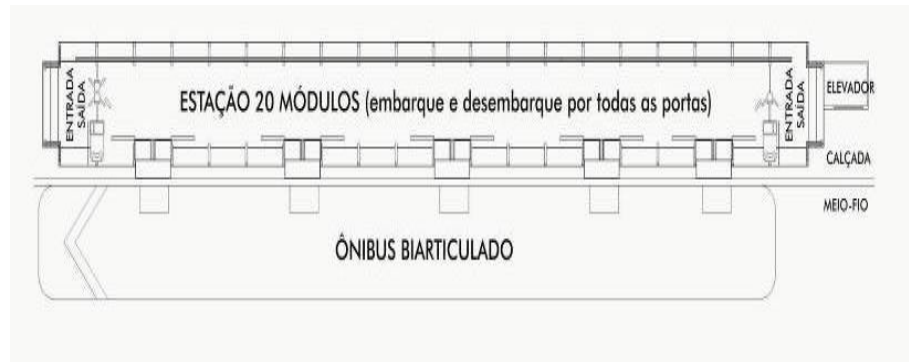 ENTRADA
SAÍDA
ESTAÇÃO 20 MÓDULOS (embarque e desembarque por todas as portas)
ENTRADA
SAÍDA
ELEVADOR
CALÇADA
MEIO-FIO
ÔNIBUS BIARTICULADO